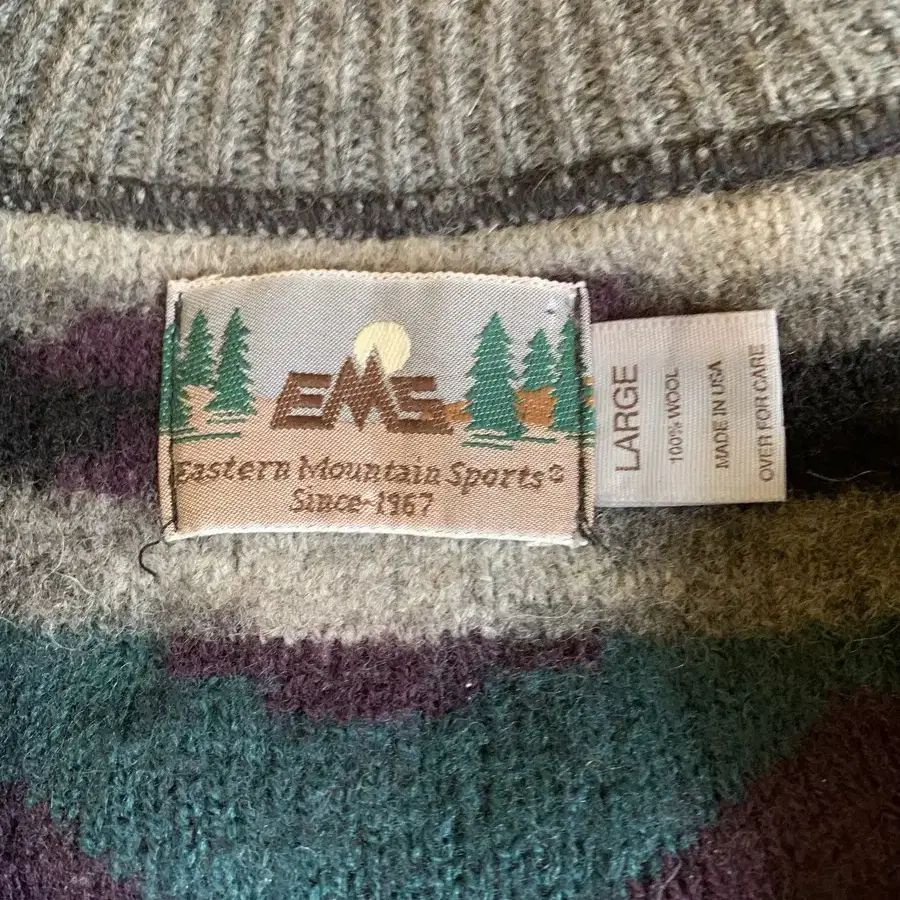 EMS
Eastern Mountain Sports®
Since 1967
LARGE
100% WOOL
MADE IN USA
OVER FOR CARE